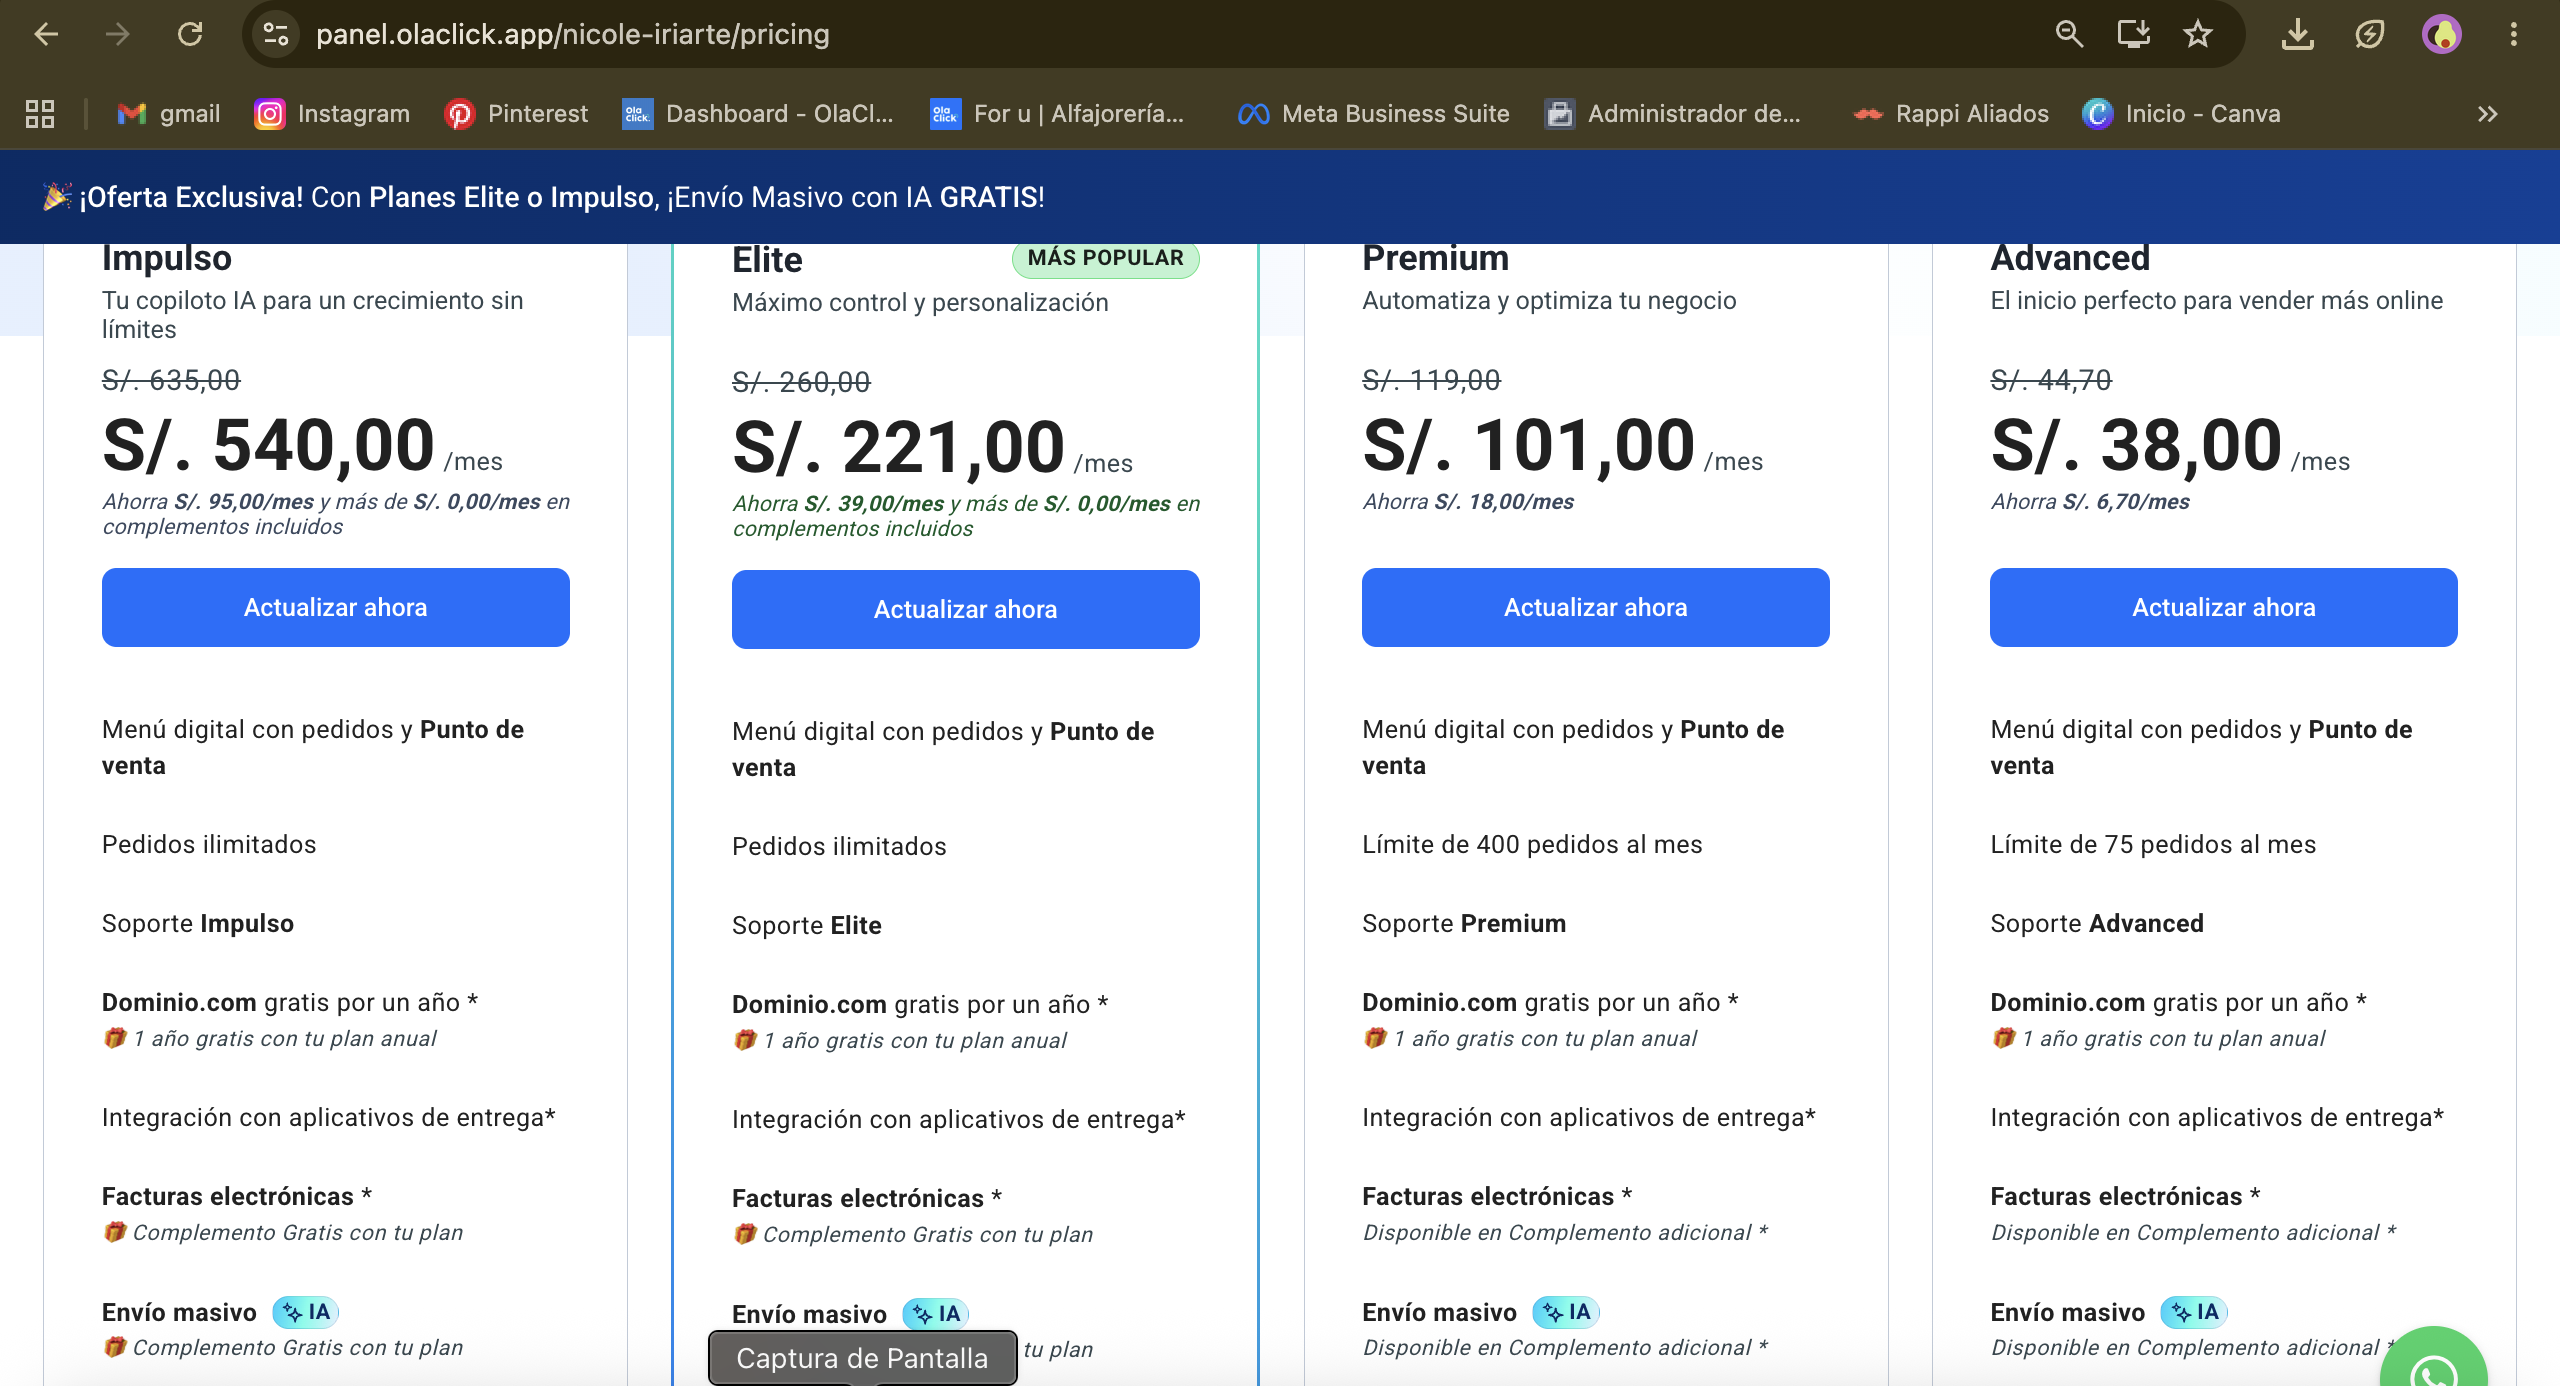 panel.olaclick.app/nicole-iriarte/pricing
gmail
Instagram
Pinterest
Ola Click.
Dashboard - OlaCl...
Ola Click
For u | Alfajorería...
Meta Business Suite
Administrador de...
Rappi Aliados
Inicio - Canva
🎉 ¡Oferta Exclusiva! Con Planes Elite o Impulso, ¡Envío Masivo con IA GRATIS!
Impulso
Tu copiloto IA para un crecimiento sin
límites
S/. 635,00
S/. 540,00 /mes
Ahorra S/. 95,00/mes y más de S/. 0,00/mes en
complementos incluidos
Actualizar ahora
Menú digital con pedidos y Punto de
venta
Pedidos ilimitados
Soporte Impulso
Dominio.com gratis por un año *
🎁 1 año gratis con tu plan anual
Integración con aplicativos de entrega*
Facturas electrónicas *
🎁 Complemento Gratis con tu plan
Envío masivo IA
🎁 Complemento Gratis con tu plan
Elite
MÁS POPULAR
Máximo control y personalización
S/. 260,00
S/. 221,00 /mes
Ahorra S/. 39,00/mes y más de S/. 0,00/mes en
complementos incluidos
Actualizar ahora
Menú digital con pedidos y Punto de
venta
Pedidos ilimitados
Soporte Elite
Dominio.com gratis por un año *
🎁 1 año gratis con tu plan anual
Integración con aplicativos de entrega*
Facturas electrónicas *
🎁 Complemento Gratis con tu plan
Envío masivo IA
tu plan
Captura de Pantalla
Premium
Automatiza y optimiza tu negocio
S/. 119,00
S/. 101,00 /mes
Ahorra S/. 18,00/mes
Actualizar ahora
Menú digital con pedidos y Punto de
venta
Límite de 400 pedidos al mes
Soporte Premium
Dominio.com gratis por un año *
🎁 1 año gratis con tu plan anual
Integración con aplicativos de entrega*
Facturas electrónicas *
Disponible en Complemento adicional *
Envío masivo IA
Disponible en Complemento adicional *
Advanced
El inicio perfecto para vender más online
S/. 44,70
S/. 38,00 /mes
Ahorra S/. 6,70/mes
Actualizar ahora
Menú digital con pedidos y Punto de
venta
Límite de 75 pedidos al mes
Soporte Advanced
Dominio.com gratis por un año *
🎁 1 año gratis con tu plan anual
Integración con aplicativos de entrega*
Facturas electrónicas *
Disponible en Complemento adicional *
Envío masivo IA
Disponible en Complemento adicional *